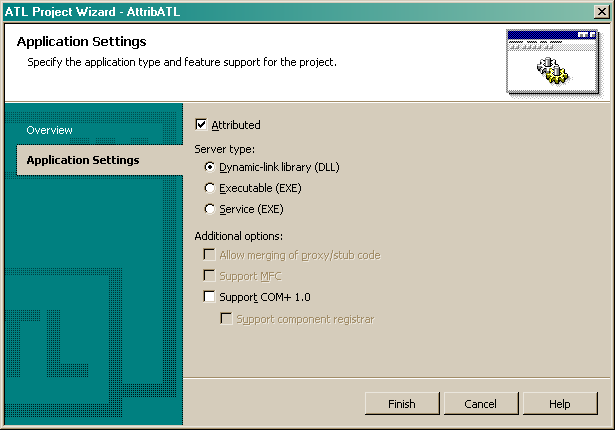 ATL Project Wizard - AttribATL
Application Settings
Specify the application type and feature support for the project.
Overview
Application Settings
Attributed
Server type:
Dynamic-link library (DLL)
Executable (EXE)
Service (EXE)
Additional options:
Allow merging of proxy/stub code
Support MFC
Support COM+ 1.0
Support component registrar
Finish
Cancel
Help